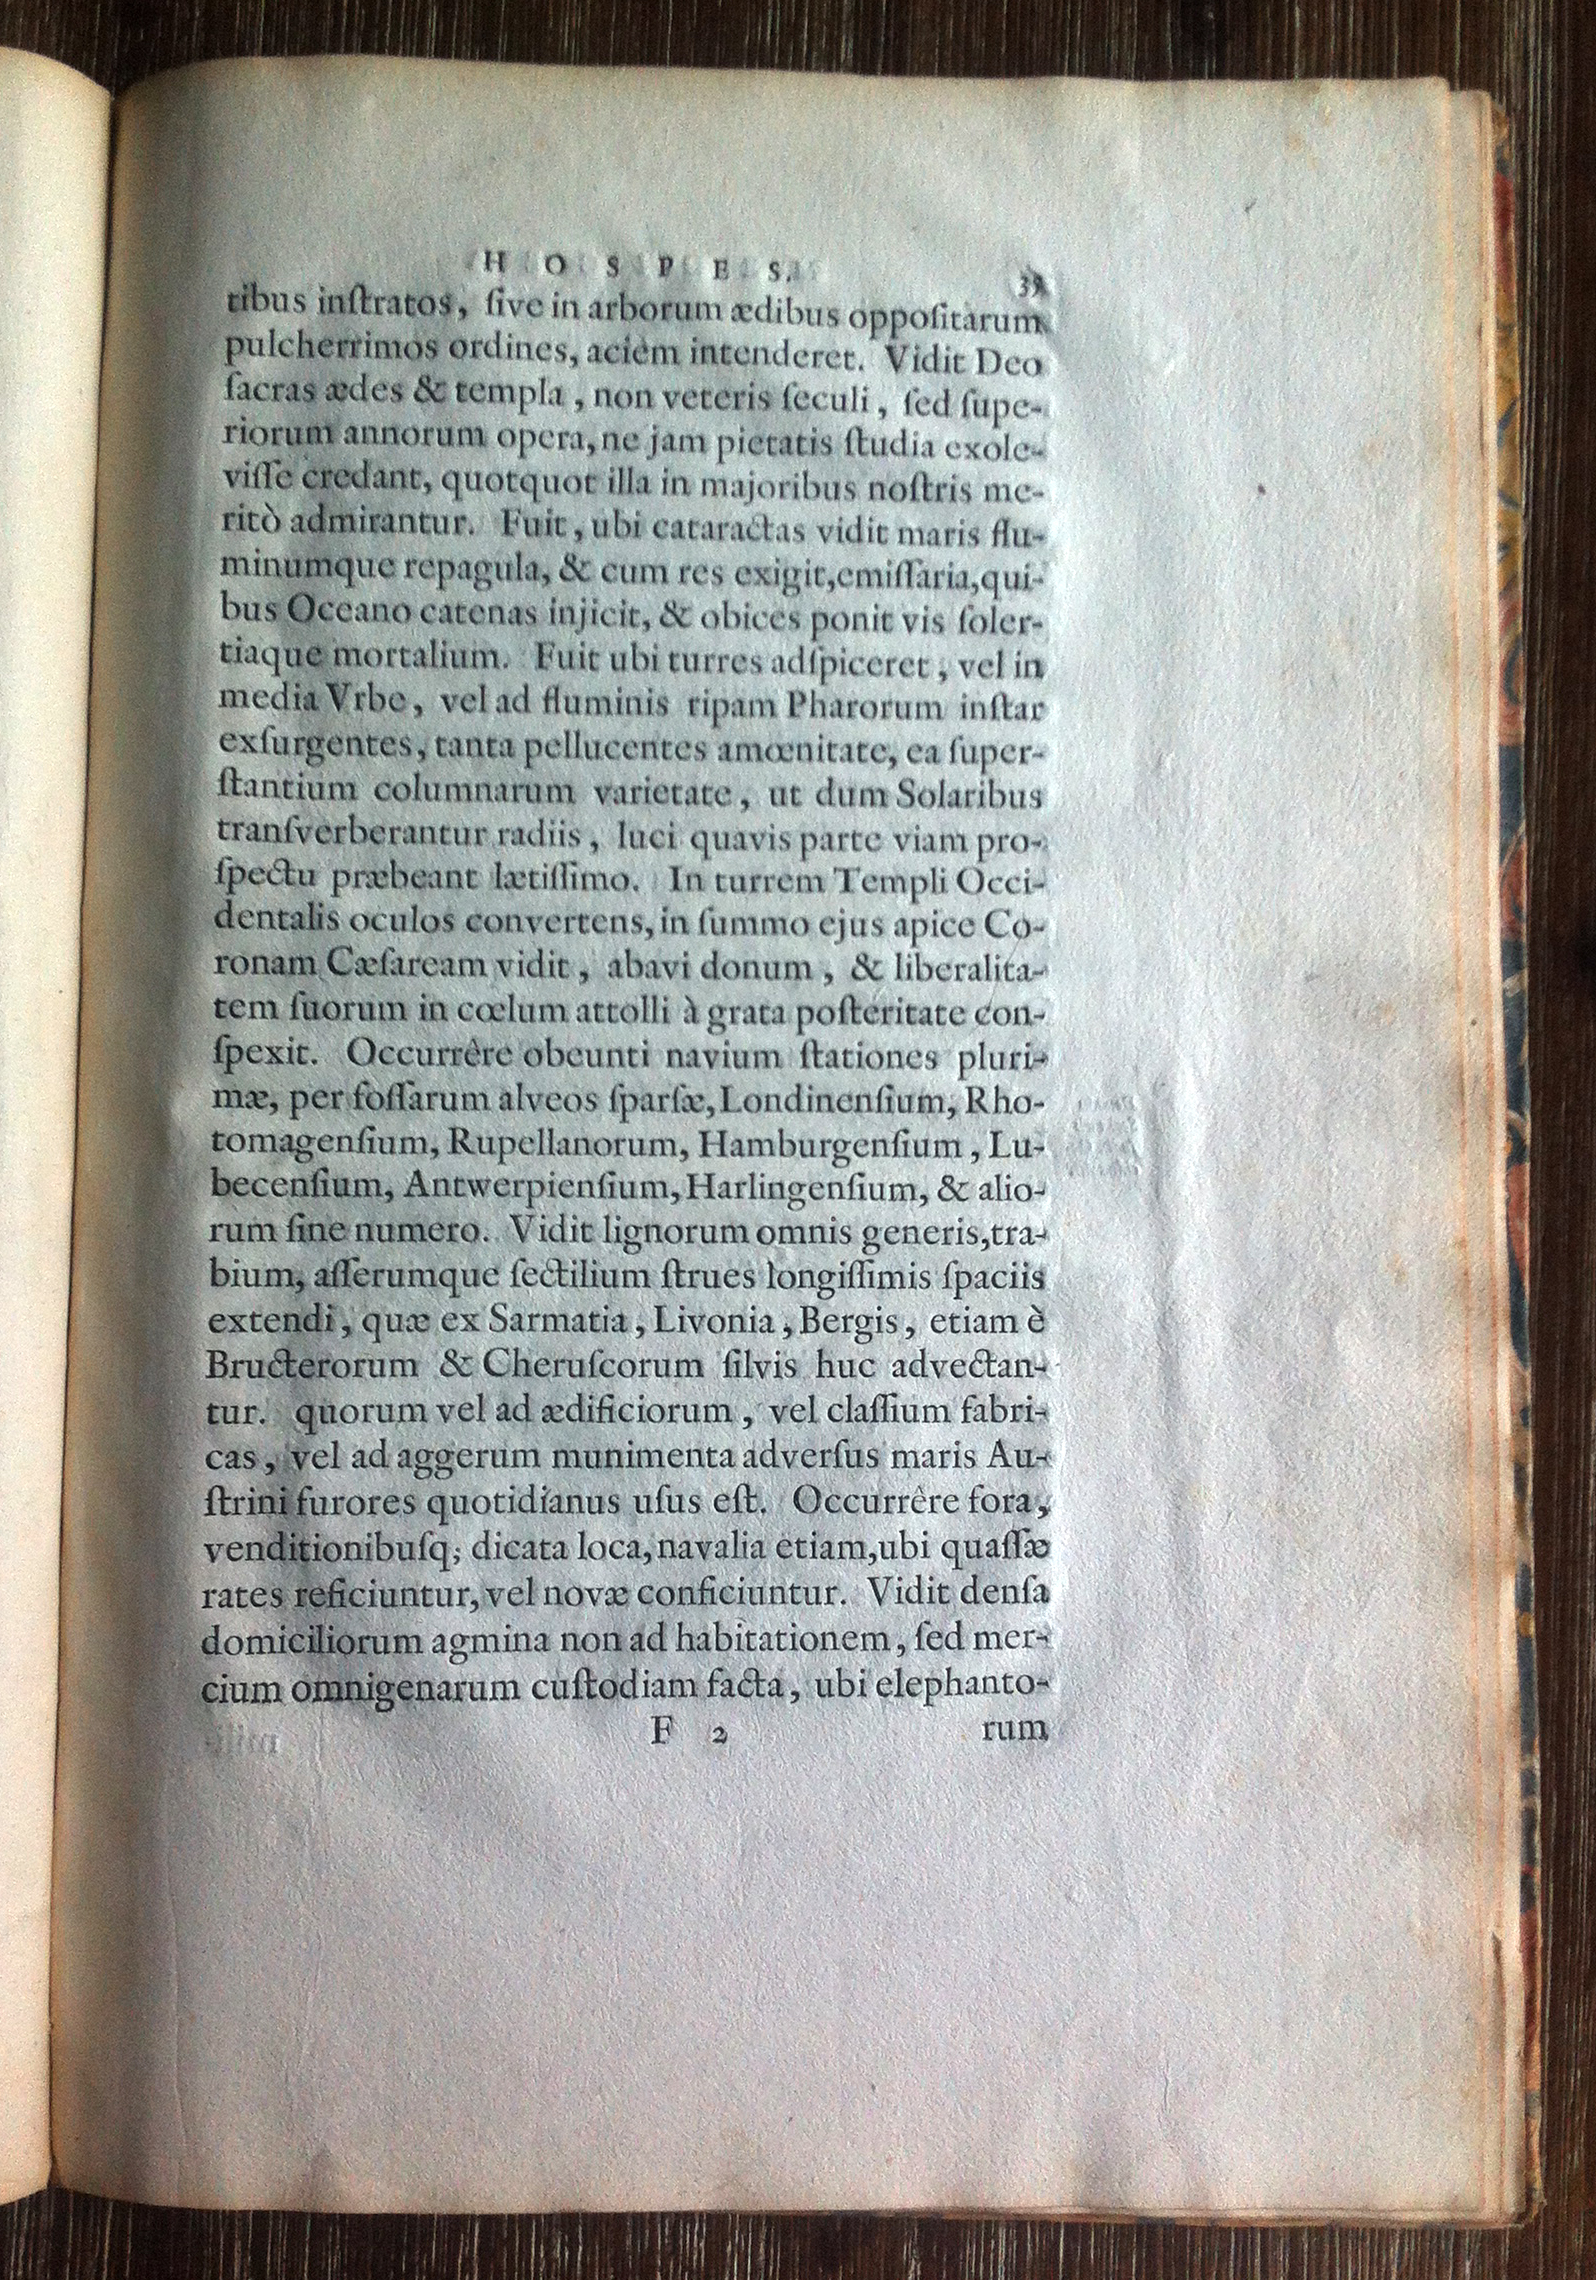 HOSPES.
tibus inſtratos, ſive in arborum ædibus oppoſitarum
pulcherrimos ordines, aciem intenderet. Vidit Deo
ſacras ædes & templa, non veteris ſeculi, ſed ſupe-
riorum annorum opera, ne jam pietatis ſtudia exole-
viſſe credant, quotquot illa in majoribus noſtris me-
ritò admirantur. Fuit, ubi cataractas vidit maris flu-
minumque repagula, & cum res exigit, emiſſaria, qui-
bus Oceano catenas injicit, & obices ponit vis ſoler-
tiaque mortalium. Fuit ubi turres adſpiceret, vel in
media Vrbe, vel ad fluminis ripam Pharorum inſtar
exſurgentes, tanta pellucentes amœnitate, ea ſuper-
ſtantium columnarum varietate, ut dum Solaribus
tranſverberantur radiis, luci quavis parte viam pro-
ſpectu præbeant lætiſſimo. In turrem Templi Occi-
dentalis oculos convertens, in ſummo ejus apice Co-
ronam Cæſaream vidit, abavi donum, & liberalita-
tem ſuorum in cœlum attolli à grata poſteritate con-
ſpexit. Occurrêre obeunti navium ſtationes pluri-
mæ, per foſſarum alveos ſparſæ, Londinenſium, Rho-
tomagenſium, Rupellanorum, Hamburgenſium, Lu-
becenſium, Antwerpienſium, Harlingenſium, & alio-
rum ſine numero. Vidit lignorum omnis generis, tra-
bium, aſſerumque ſectilium ſtrues longiſſimis ſpaciis
extendi, quæ ex Sarmatia, Livonia, Bergis, etiam è
Bructerorum & Cheruſcorum ſilvis huc advectan-
tur. quorum vel ad ædificiorum, vel claſſium fabri-
cas, vel ad aggerum munimenta adverſus maris Au-
ſtrini furores quotidianus uſus eſt. Occurrêre fora,
venditionibuſq; dicata loca, navalia etiam, ubi quaſſæ
rates reficiuntur, vel novæ conficiuntur. Vidit denſa
domiciliorum agmina non ad habitationem, ſed mer-
cium omnigenarum cuſtodiam facta, ubi elephanto-
F 2 rum